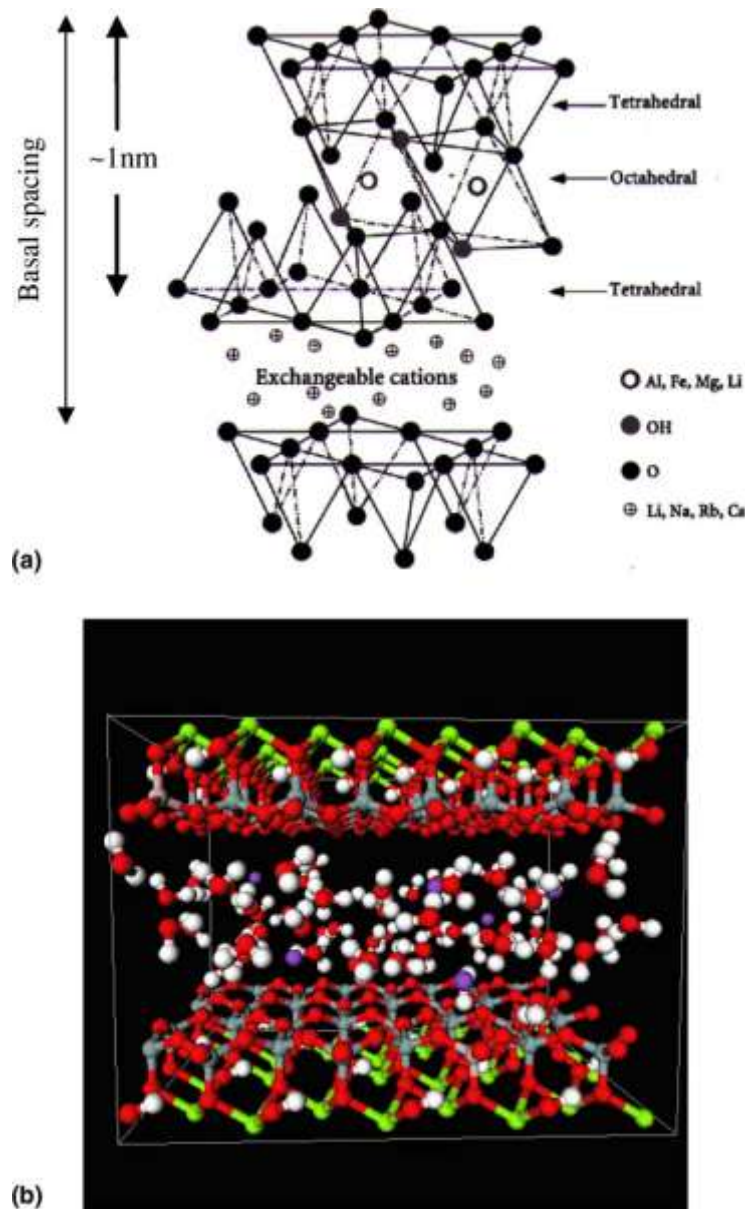 Basal spacing
~1nm
Tetrahedral
Octahedral
Tetrahedral
Exchangeable cations
Al, Fe, Mg, Li
OH
O
Li, Na, Rb, Cs
(a)
(b)